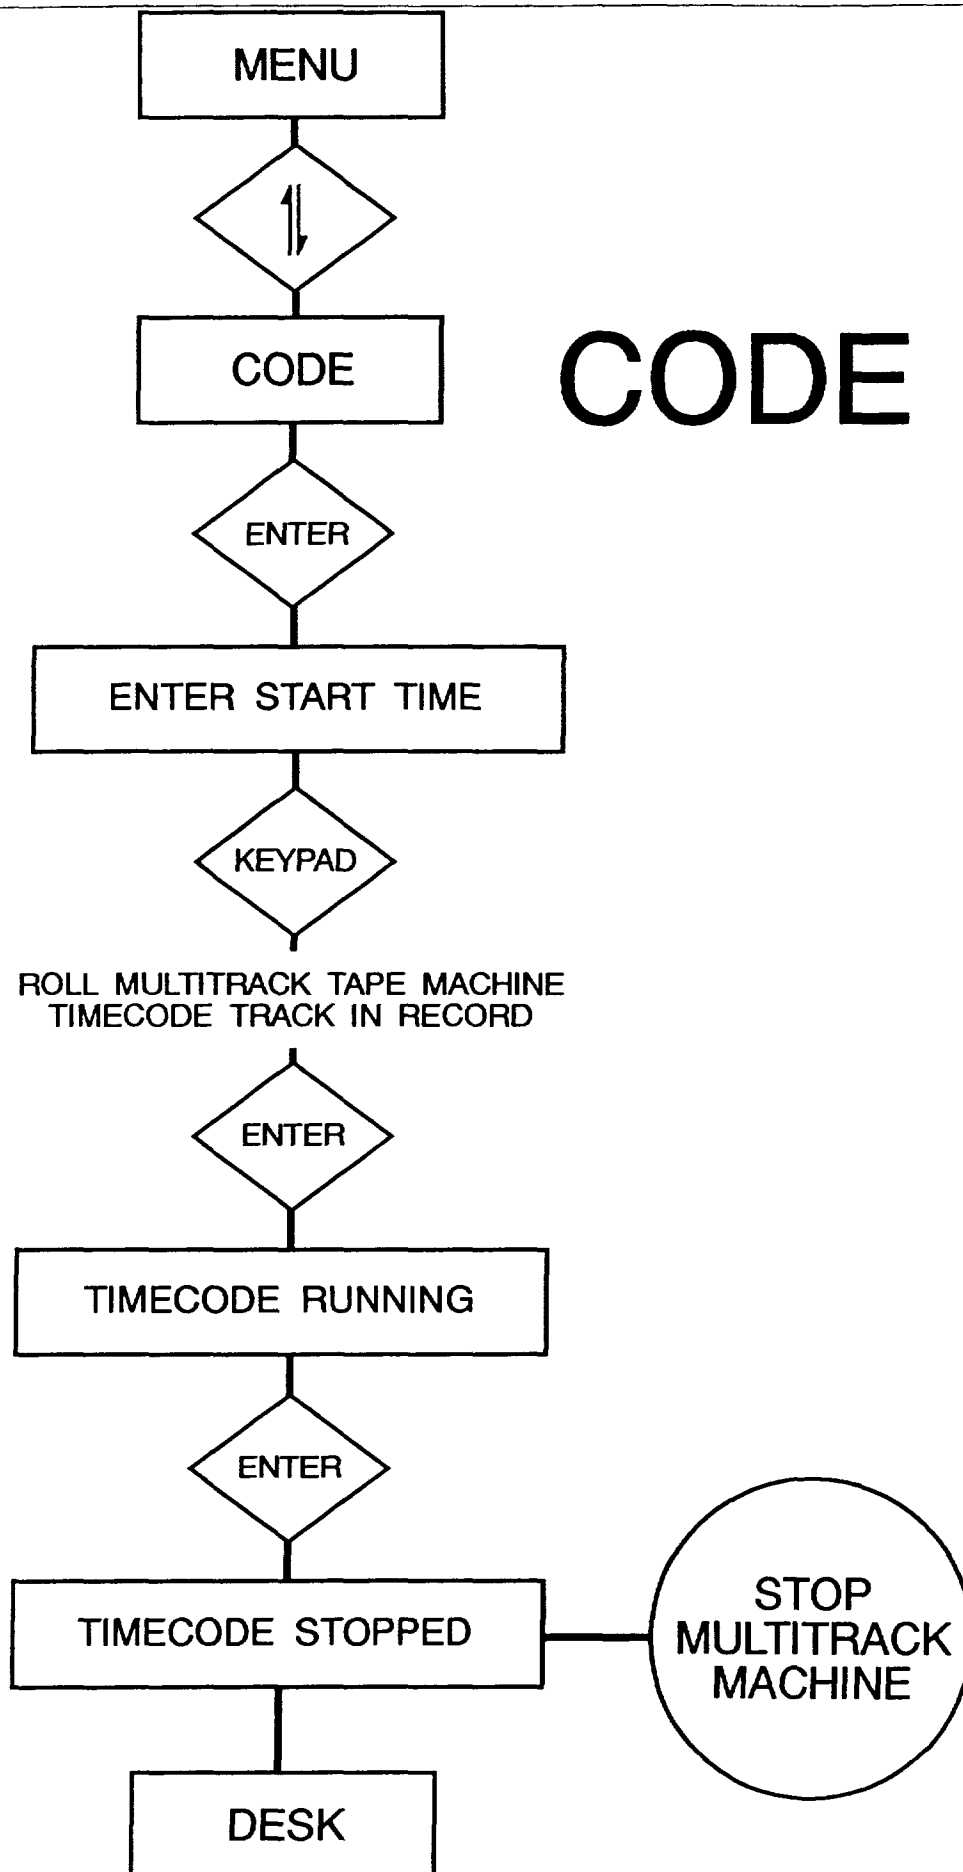 MENU
CODE
CODE
ENTER
ENTER START TIME
KEYPAD
ROLL MULTITRACK TAPE MACHINE
TIMECODE TRACK IN RECORD
ENTER
TIMECODE RUNNING
ENTER
TIMECODE STOPPED
STOP
MULTITRACK
MACHINE
DESK